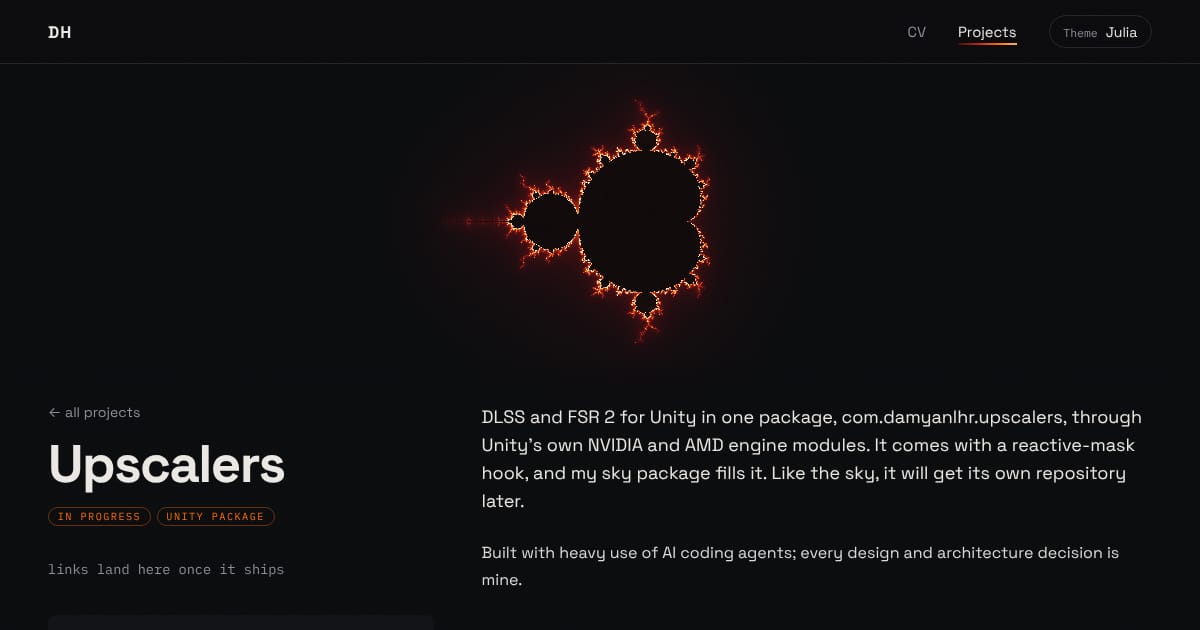 DH
CV
Projects
Theme Julia
← all projects
Upscalers
IN PROGRESS
UNITY PACKAGE
links land here once it ships
DLSS and FSR 2 for Unity in one package, com.damyanlhr.upscalers, through
Unity's own NVIDIA and AMD engine modules. It comes with a reactive-mask
hook, and my sky package fills it. Like the sky, it will get its own repository
later.
Built with heavy use of AI coding agents; every design and architecture decision is
mine.